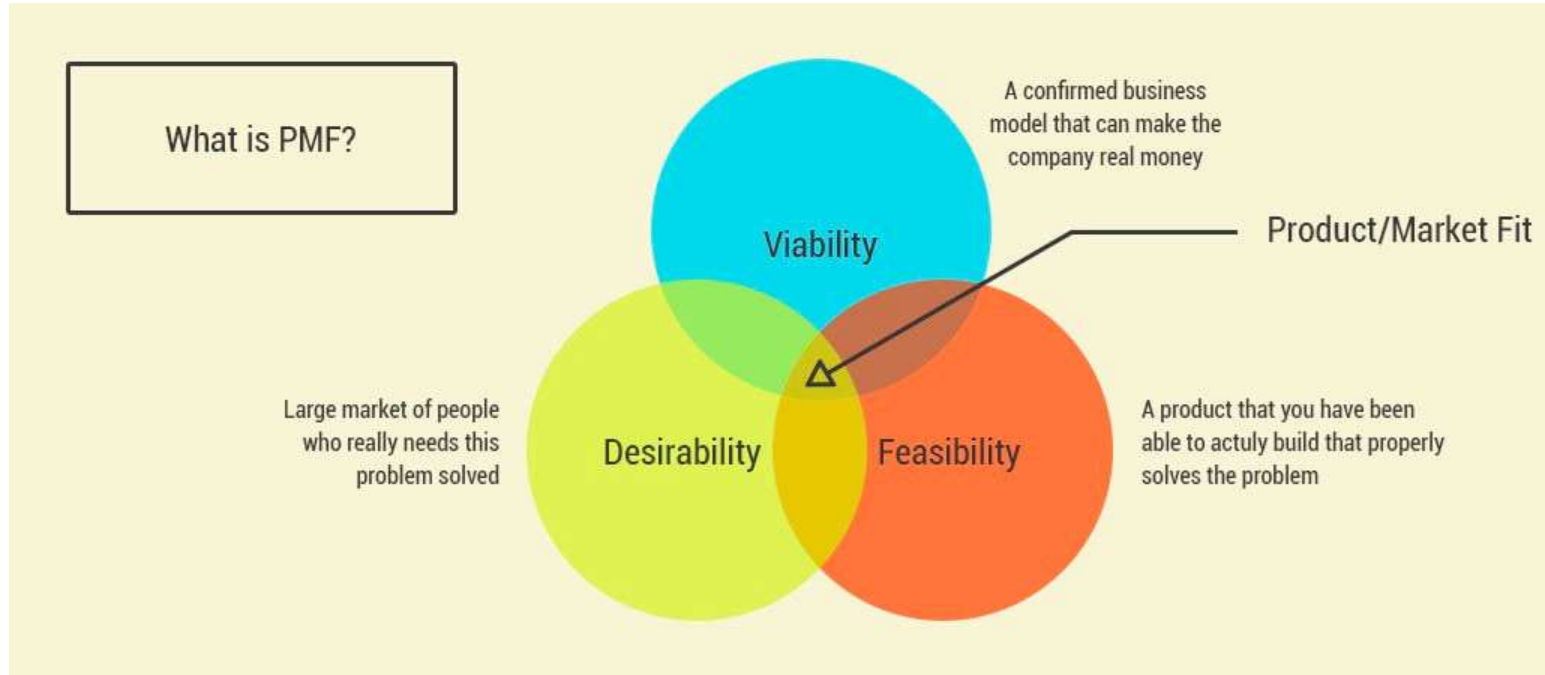 What is PMF?
A confirmed business
model that can make the
company real money
Product/Market Fit
Viability
Large market of people
who really needs this
problem solved
Desirability
Feasibility
A product that you have been
able to actuly build that properly
solves the problem